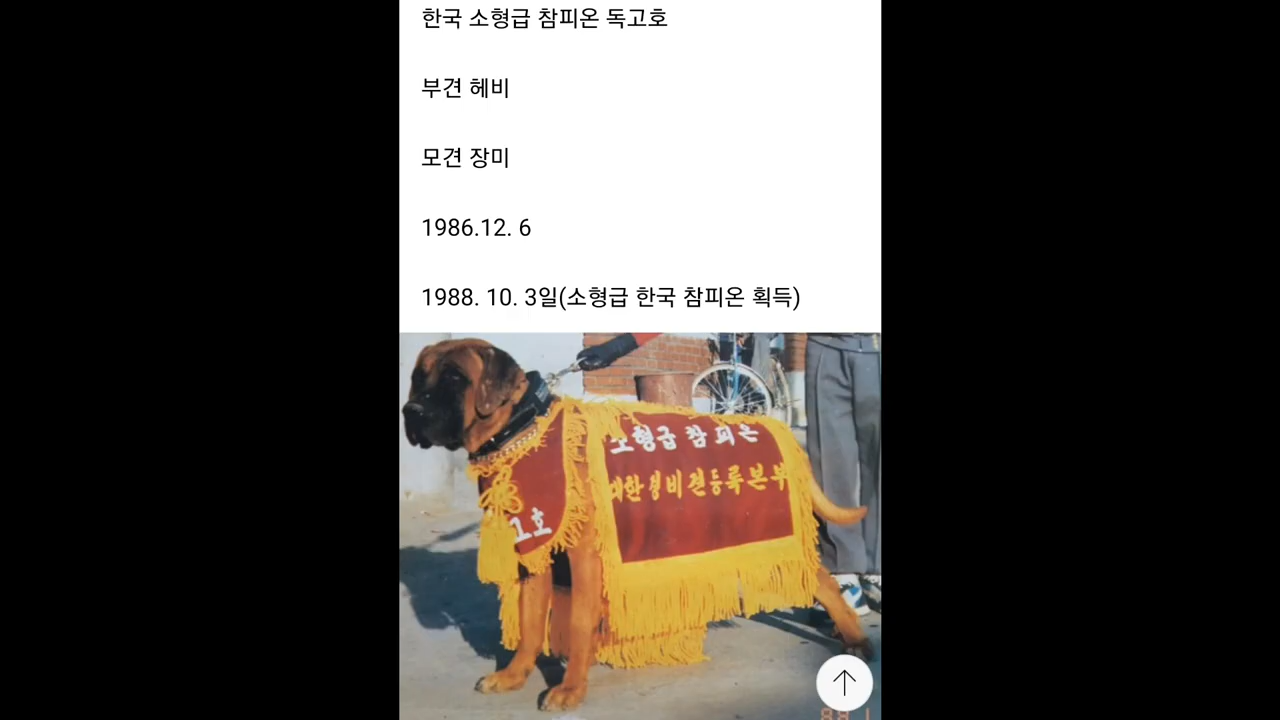 한국 소형급 참피온 독고호
부견 헤비
모견 장미
1986.12. 6
1988. 10. 3일(소형급 한국 참피온 획득)
소형급 참피온
대한경비견등록본부
호